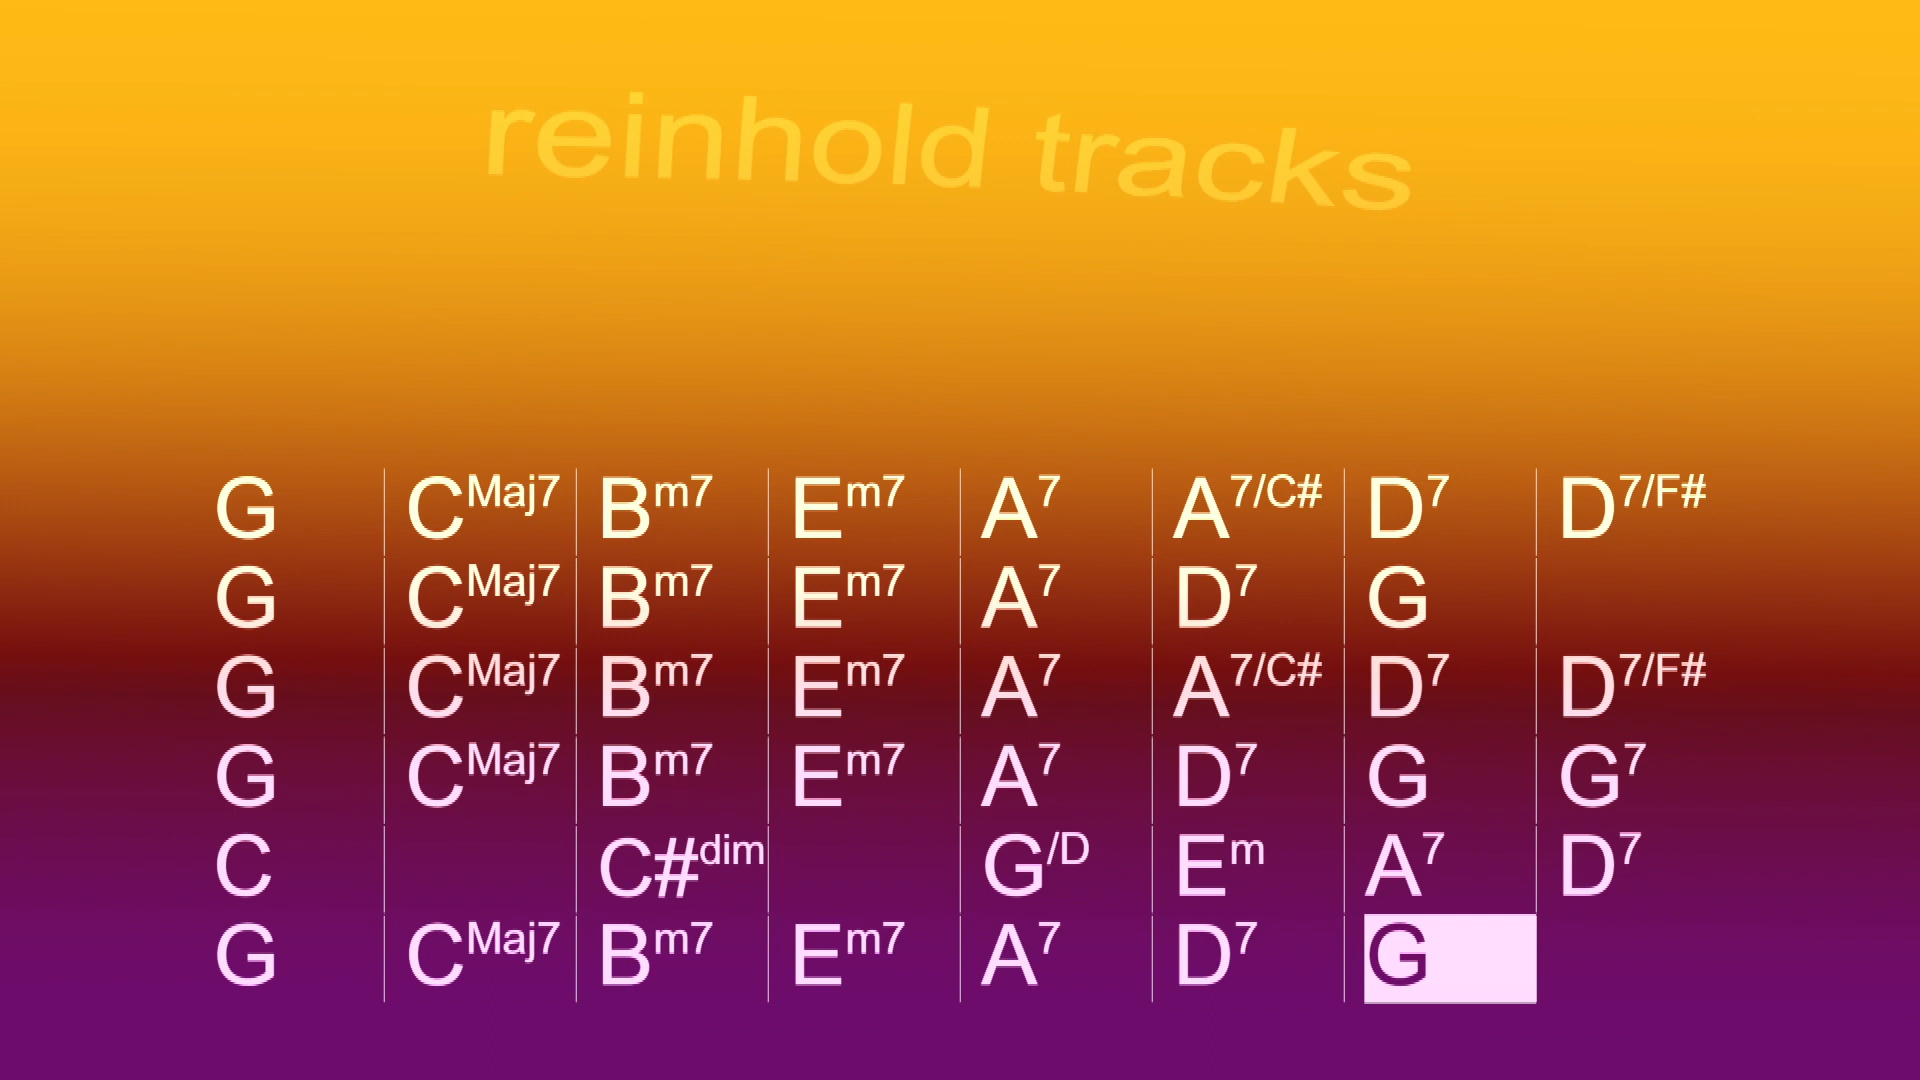 reinhold tracks
G CMaj7 Bm7 Em7 A7 A7/C# D7 D7/F#
G CMaj7 Bm7 Em7 A7 D7 G
G CMaj7 Bm7 Em7 A7 A7/C# D7 D7/F#
G CMaj7 Bm7 Em7 A7 D7 G G7
C C#dim G/D Em A7 D7
G CMaj7 Bm7 Em7 A7 D7 G